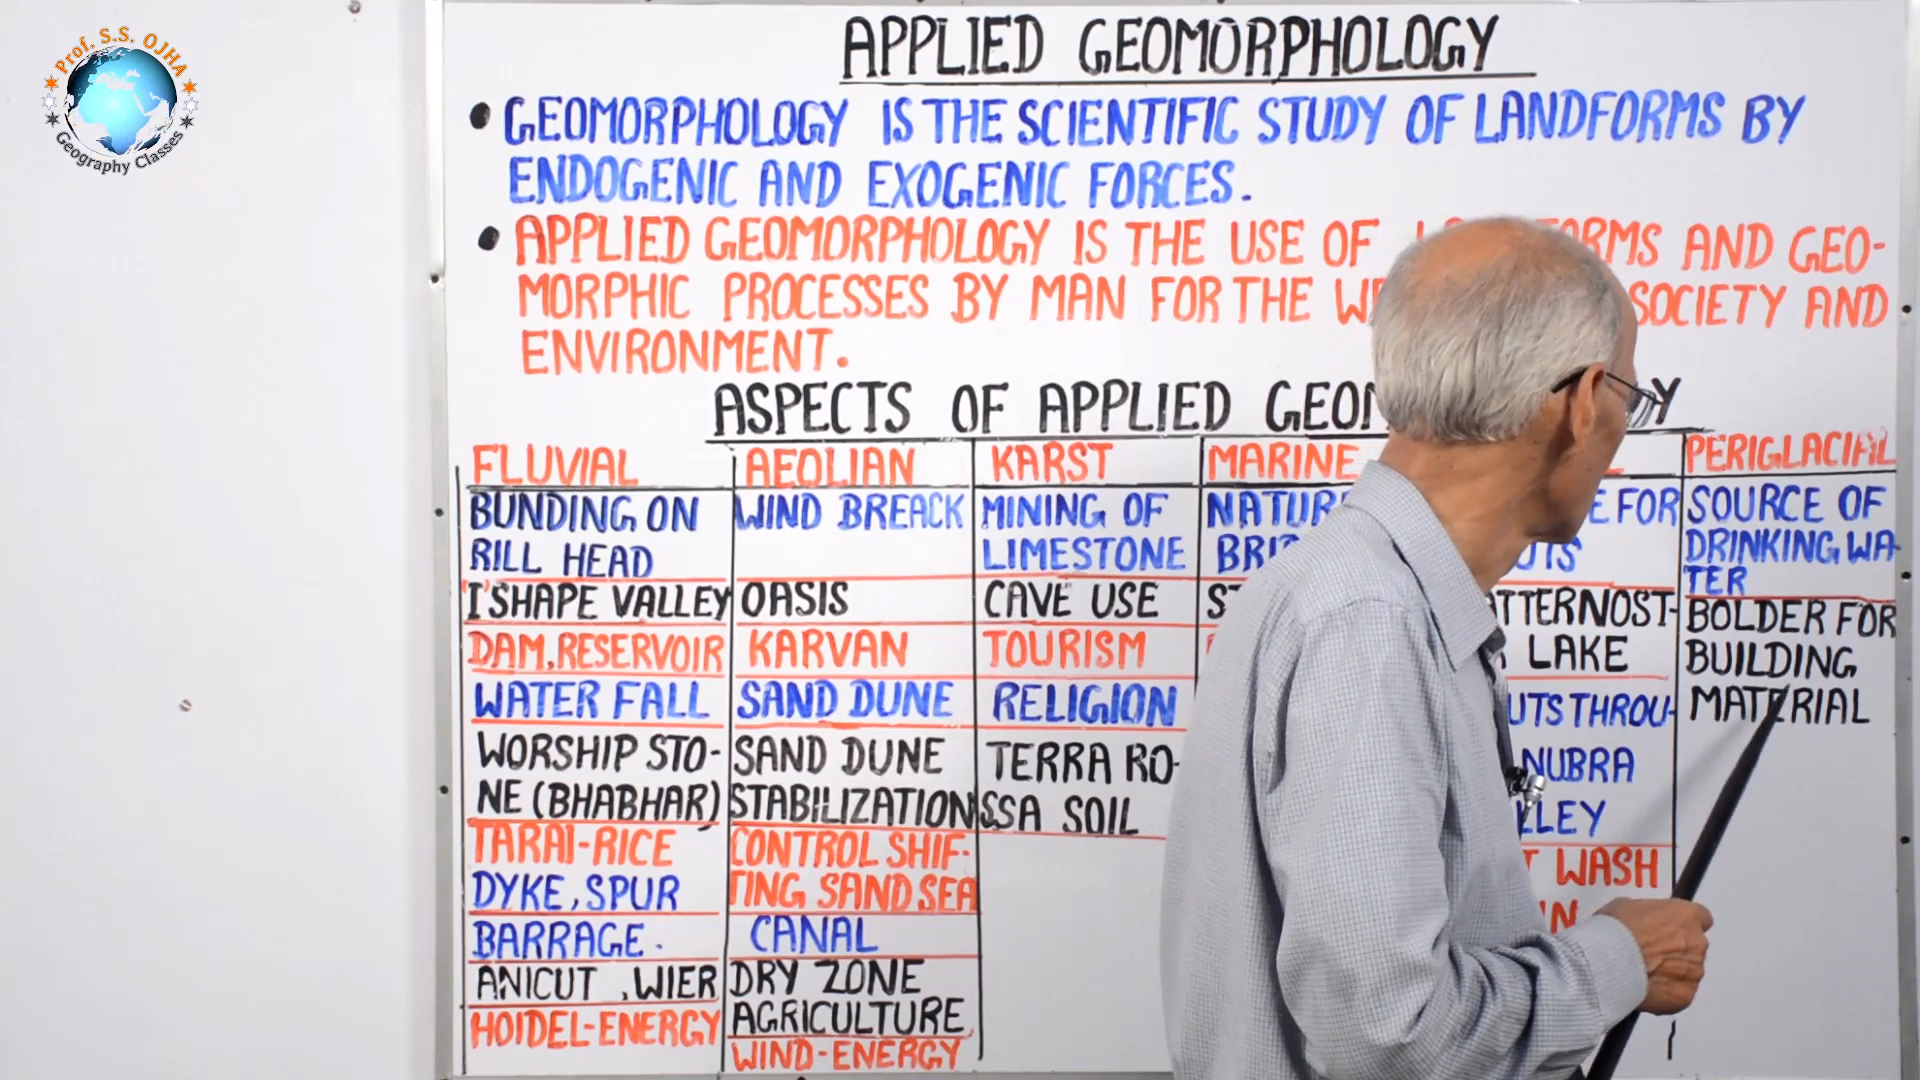 Prof. S.S. OJHA
Geography Classes
APPLIED GEOMORPHOLOGY
• GEOMORPHOLOGY IS THE SCIENTIFIC STUDY OF LANDFORMS BY
ENDOGENIC AND EXOGENIC FORCES.
• APPLIED GEOMORPHOLOGY IS THE USE OF AND GEO-
MORPHIC PROCESSES BY MAN FOR THE SOCIETY AND
ENVIRONMENT.
ASPECTS OF APPLIED
FLUVIAL
BUNDING ON
RILL HEAD
'I'SHAPE VALLEY
DAM, RESERVOIR
WATER FALL
WORSHIP STO-
NE (BHABHAR)
TARAI-RICE
DYKE, SPUR
BARRAGE.
ANICUT , WIER
HOIDEL-ENERGY
AEOLIAN
WIND BREACK
OASIS
KARVAN
SAND DUNE
SAND DUNE
STABILIZATION
CONTROL SHIF-
TING SAND SEA
CANAL
DRY ZONE
AGRICULTURE
WIND-ENERGY
KARST
MINING OF
LIMESTONE
CAVE USE
TOURISM
RELIGION
TERRA RO-
SSA SOIL
MARINE
FOR
LAKE
NUBRA
WASH
PERIGLACIAL
SOURCE OF
DRINKING WA-
TER
BOLDER FOR
BUILDING
MATERIAL